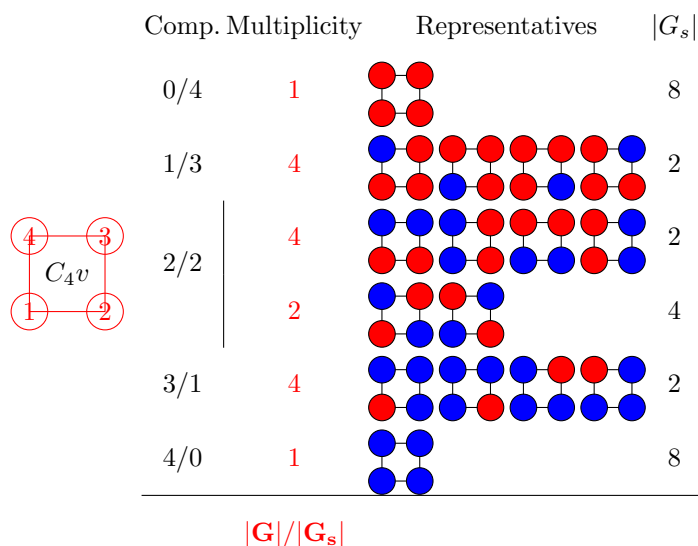 Comp. Multiplicity Representatives |G_s|
0/4 1 8
1/3 4 2
4 2
4 3
C_4v
2/2
1 2
2 4
3/1 4 2
4/0 1 8
|G|/|G_s|